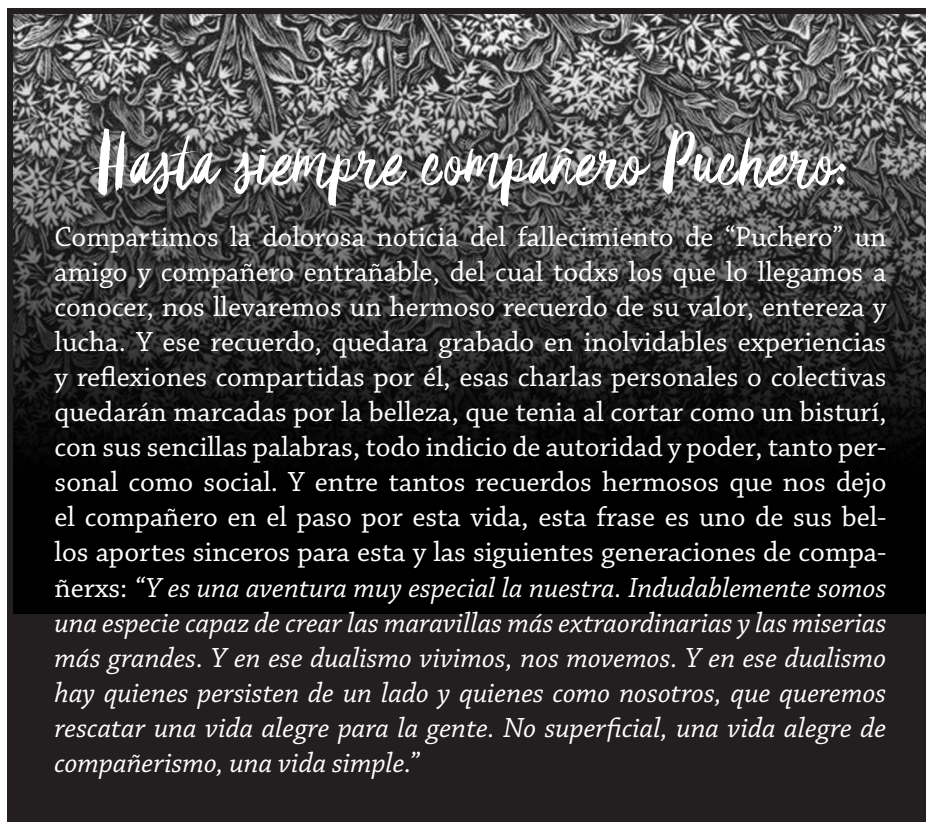 Hasta siempre compañero Puchero:
Compartimos la dolorosa noticia del fallecimiento de “Puchero” un
amigo y compañero entrañable, del cual todxs los que lo llegamos a
conocer, nos llevaremos un hermoso recuerdo de su valor, entereza y
lucha. Y ese recuerdo, quedara grabado en inolvidables experiencias
y reflexiones compartidas por él, esas charlas personales o colectivas
quedarán marcadas por la belleza, que tenia al cortar como un bisturí,
con sus sencillas palabras, todo indicio de autoridad y poder, tanto per-
sonal como social. Y entre tantos recuerdos hermosos que nos dejo
el compañero en el paso por esta vida, esta frase es uno de sus bel-
los aportes sinceros para esta y las siguientes generaciones de compa-
ñerxs: “Y es una aventura muy especial la nuestra. Indudablemente somos
una especie capaz de crear las maravillas más extraordinarias y las miserias
más grandes. Y en ese dualismo vivimos, nos movemos. Y en ese dualismo
hay quienes persisten de un lado y quienes como nosotros, que queremos
rescatar una vida alegre para la gente. No superficial, una vida alegre de
compañerismo, una vida simple.”